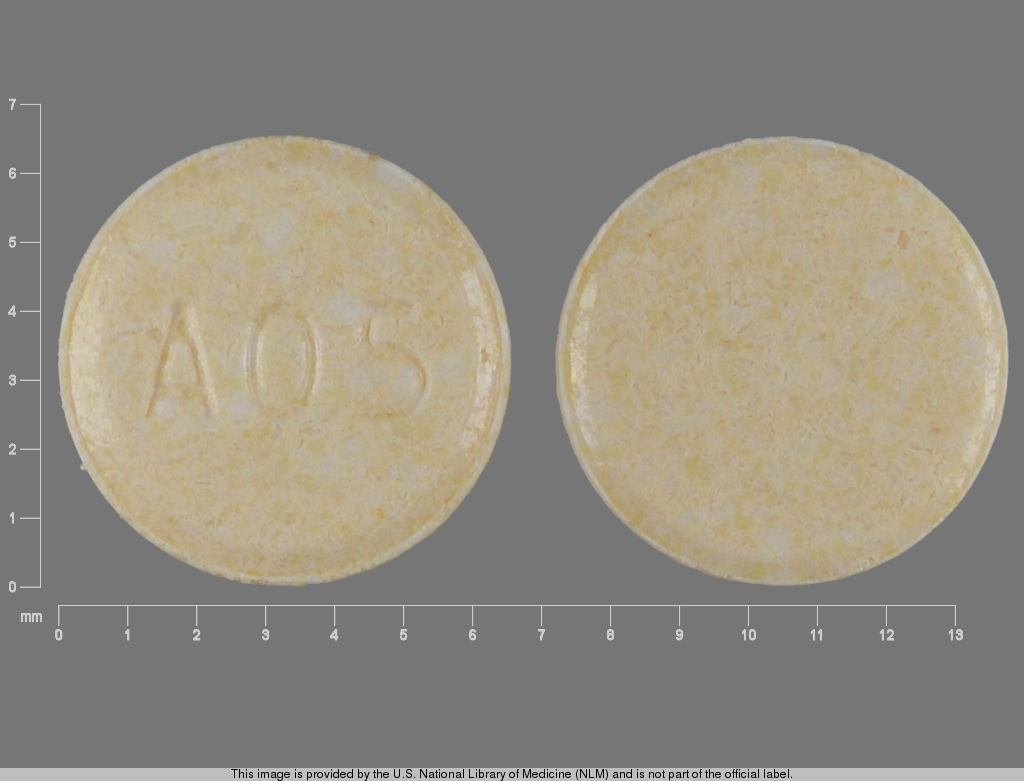 7
6
5
4
3
2
1
0
mm
A05
0 1 2 3 4 5 6 7 8 9 10 11 12 13
This image is provided by the U.S. National Library of Medicine (NLM) and is not part of the official label.